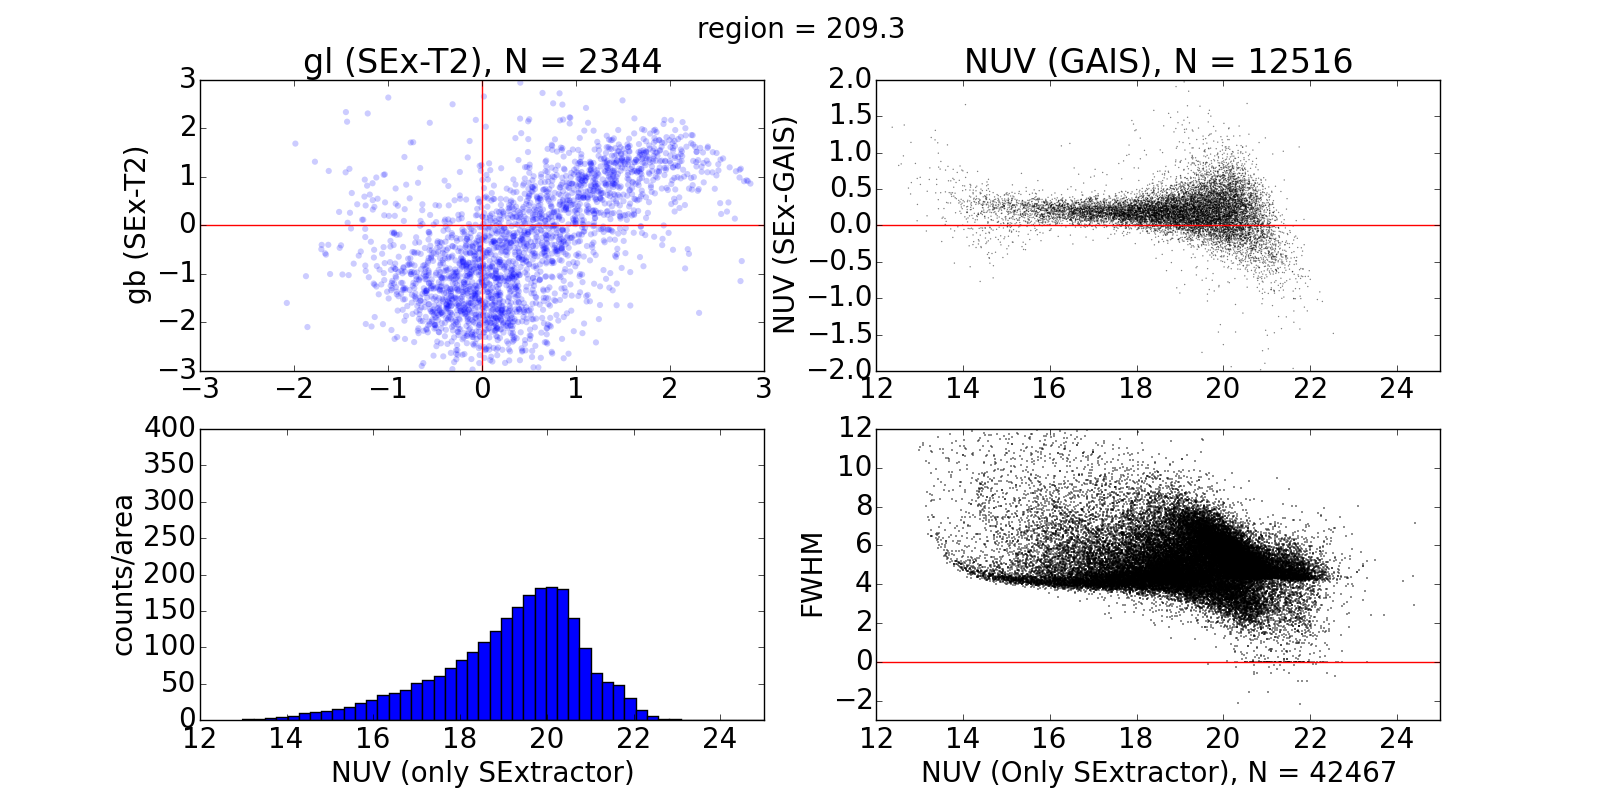 region = 209.3
gl (SEx-T2), N = 2344
NUV (GAIS), N = 12516
gb (SEx-T2)
3
2
1
0
−1
−2
−3
−3 −2 −1 0 1 2 3
NUV (SEx-GAIS)
2.0
1.5
1.0
0.5
0.0
−0.5
−1.0
−1.5
−2.0
12 14 16 18 20 22 24
counts/area
400
350
300
250
200
150
100
50
0
12 14 16 18 20 22 24
NUV (only SExtractor)
FWHM
12
10
8
6
4
2
0
−2
12 14 16 18 20 22 24
NUV (Only SExtractor), N = 42467